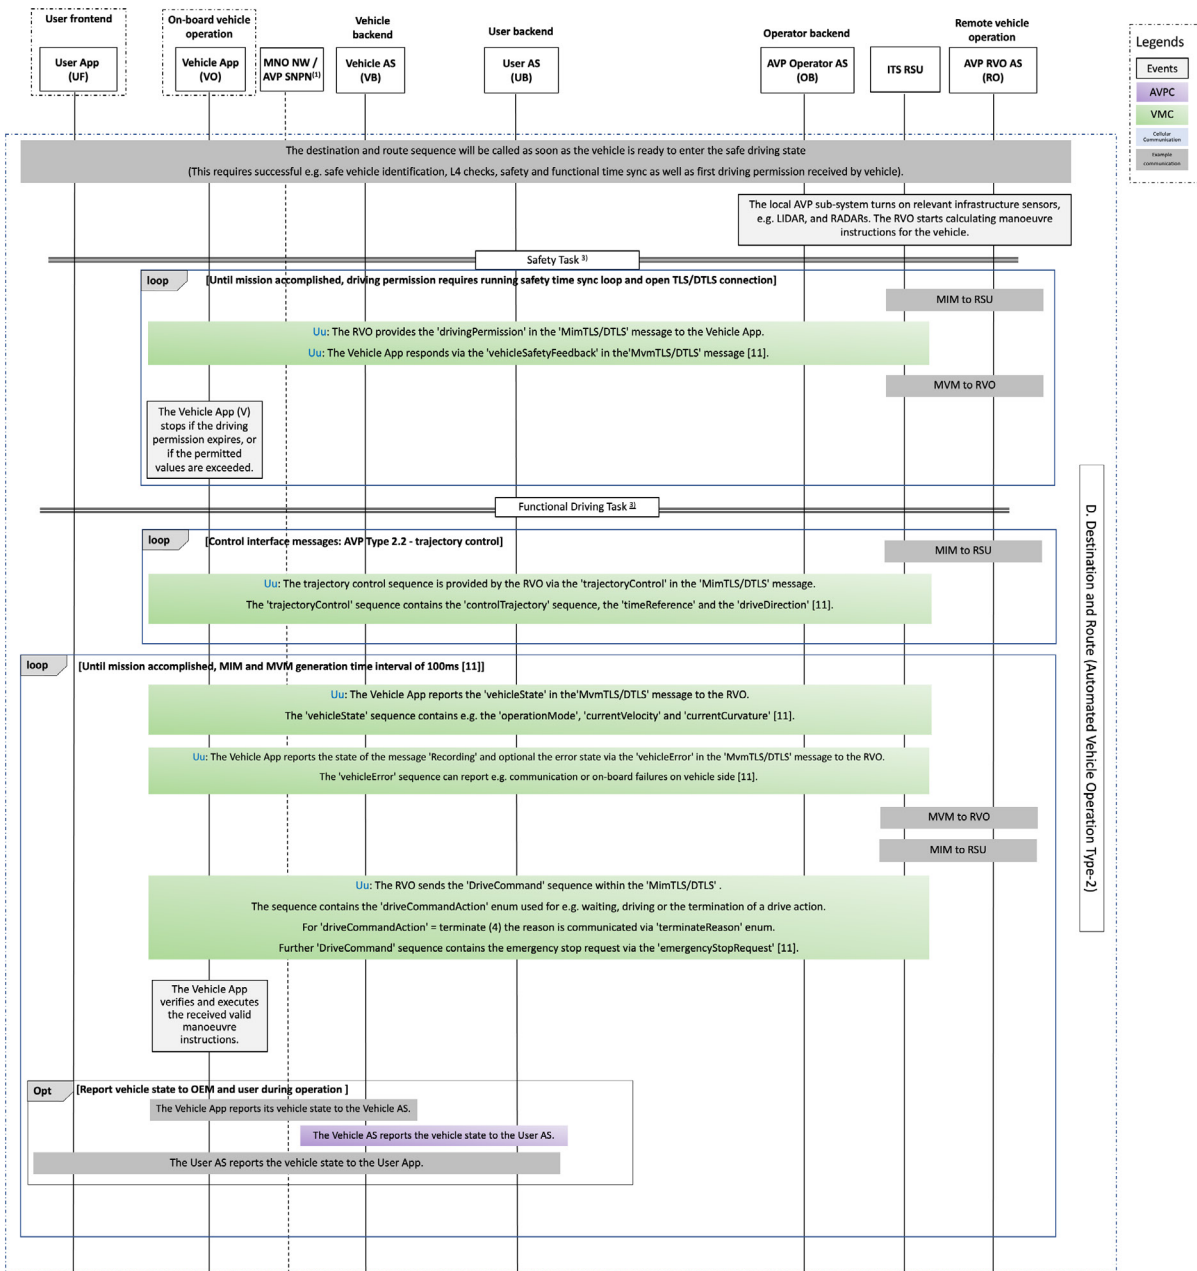 User frontend
On-board vehicle
operation
Vehicle
backend
User backend
Operator backend
Remote vehicle
operation
User App
(UF)
Vehicle App
(VO)
MNO NW /
AVP SNPN(1)
Vehicle AS
(VB)
User AS
(UB)
AVP Operator AS
(OB)
ITS RSU
AVP RVO AS
(RO)
Legends
Events
AVPC
VMC
Cellular
Communication
Example
communication
The destination and route sequence will be called as soon as the vehicle is ready to enter the safe driving state
(This requires successful e.g. safe vehicle identification, L4 checks, safety and functional time sync as well as first driving permission received by vehicle).
The local AVP sub-system turns on relevant infrastructure sensors,
e.g. LIDAR, and RADARs. The RVO starts calculating manoeuvre
instructions for the vehicle.
Safety Task 3)
loop
[Until mission accomplished, driving permission requires running safety time sync loop and open TLS/DTLS connection]
MIM to RSU
Uu: The RVO provides the 'drivingPermission' in the 'MimTLS/DTLS' message to the Vehicle App.
Uu: The Vehicle App responds via the 'vehicleSafetyFeedback' in the'MvmTLS/DTLS' message [11].
MVM to RVO
The Vehicle App (V)
stops if the driving
permission expires, or
if the permitted
values are exceeded.
Functional Driving Task 3)
loop
[Control interface messages: AVP Type 2.2 - trajectory control]
MIM to RSU
Uu: The trajectory control sequence is provided by the RVO via the 'trajectoryControl' in the 'MimTLS/DTLS' message.
The 'trajectoryControl' sequence contains the 'controlTrajectory' sequence, the 'timeReference' and the 'driveDirection' [11].
loop
[Until mission accomplished, MIM and MVM generation time interval of 100ms [11]]
Uu: The Vehicle App reports the 'vehicleState' in the'MvmTLS/DTLS' message to the RVO.
The 'vehicleState' sequence contains e.g. the 'operationMode', 'currentVelocity' and 'currentCurvature' [11].
Uu: The Vehicle App reports the state of the message 'Recording' and optional the error state via the 'vehicleError' in the 'MvmTLS/DTLS' message to the RVO.
The 'vehicleError' sequence can report e.g. communication or on-board failures on vehicle side [11].
MVM to RVO
MIM to RSU
Uu: The RVO sends the 'DriveCommand' sequence within the 'MimTLS/DTLS' .
The sequence contains the 'driveCommandAction' enum used for e.g. waiting, driving or the termination of a drive action.
For 'driveCommandAction' = terminate (4) the reason is communicated via 'terminateReason' enum.
Further 'DriveCommand' sequence contains the emergency stop request via the 'emergencyStopRequest' [11].
The Vehicle App
verifies and executes
the received valid
manoeuvre
instructions.
Opt
[Report vehicle state to OEM and user during operation ]
The Vehicle App reports its vehicle state to the Vehicle AS.
The Vehicle AS reports the vehicle state to the User AS.
The User AS reports the vehicle state to the User App.
D. Destination and Route (Automated Vehicle Operation Type-2)